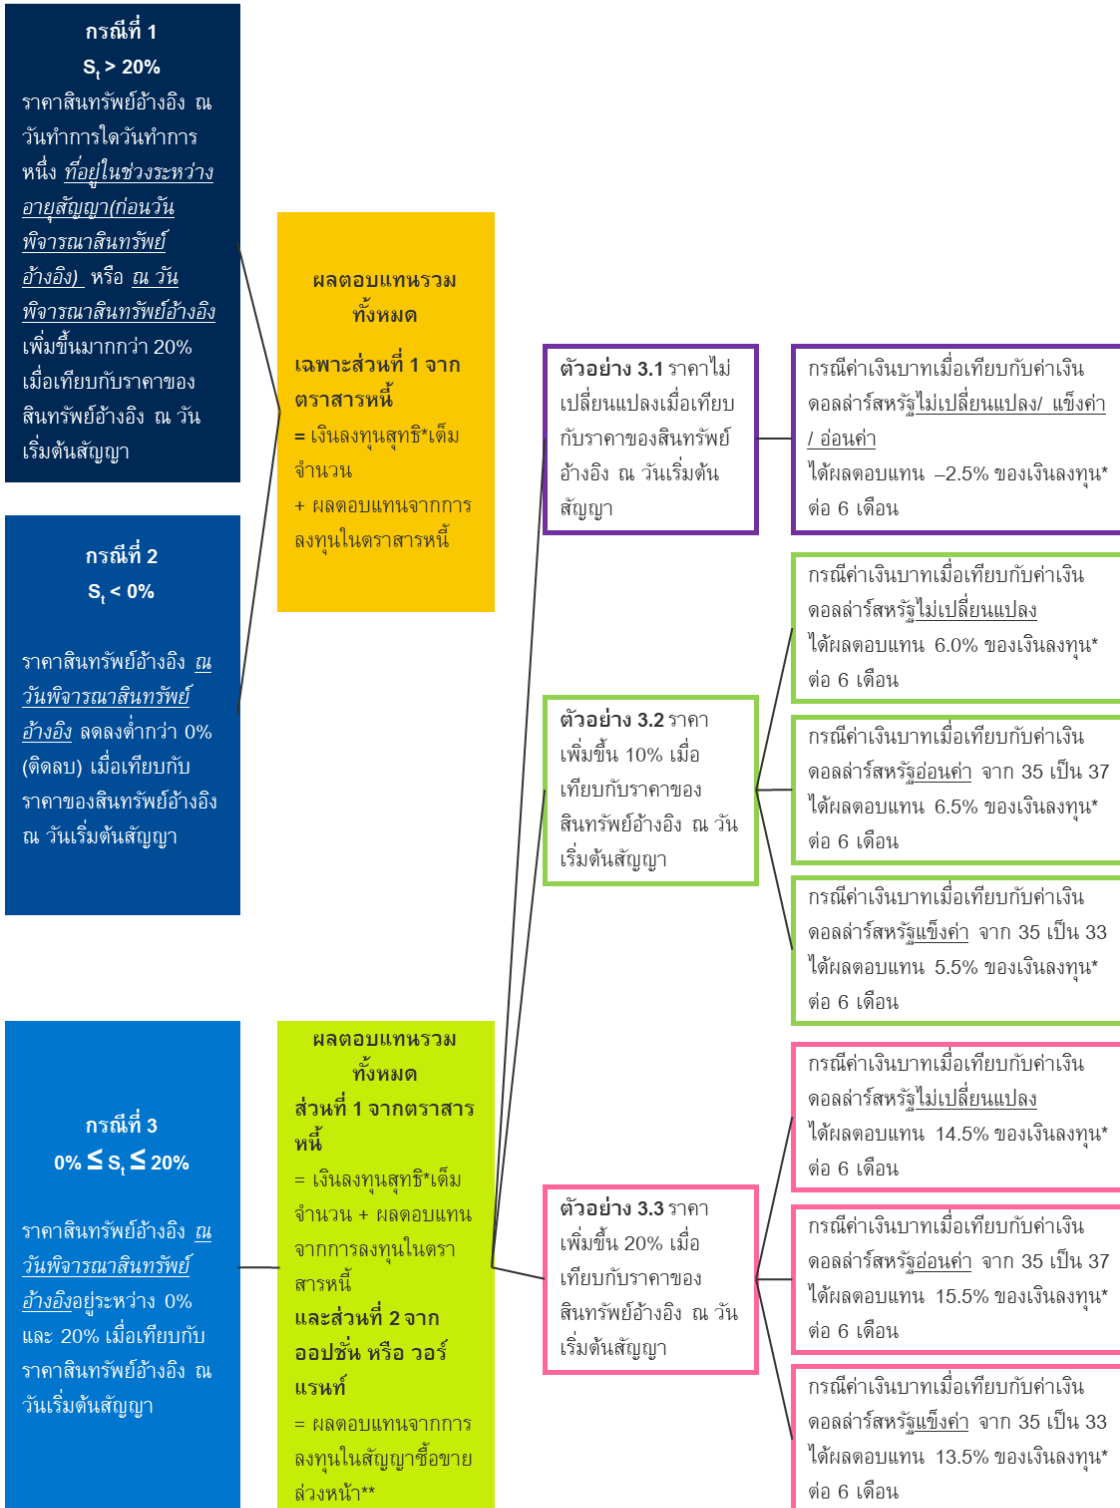 กรณีที่ 1
St > 20%
ราคาสินทรัพย์อ้างอิง ณ
วันทำการใดวันทำการ
หนึ่ง ที่อยู่ในช่วงระหว่าง
อายุสัญญา(ก่อนวัน
พิจารณาสินทรัพย์
อ้างอิง) หรือ ณ วัน
พิจารณาสินทรัพย์อ้างอิง
เพิ่มขึ้นมากกว่า 20%
เมื่อเทียบกับราคาของ
สินทรัพย์อ้างอิง ณ วัน
เริ่มต้นสัญญา
กรณีที่ 2
St < 0%
ราคาสินทรัพย์อ้างอิง ณ
วันพิจารณาสินทรัพย์
อ้างอิง ลดลงต่ำกว่า 0%
(ติดลบ) เมื่อเทียบกับ
ราคาของสินทรัพย์อ้างอิง
ณ วันเริ่มต้นสัญญา
ผลตอบแทนรวม
ทั้งหมด
เฉพาะส่วนที่ 1 จาก
ตราสารหนี้
= เงินลงทุนสุทธิ*เต็ม
จำนวน
+ ผลตอบแทนจากการ
ลงทุนในตราสารหนี้
กรณีที่ 3
0% ≤ St ≤ 20%
ราคาสินทรัพย์อ้างอิง ณ
วันพิจารณาสินทรัพย์
อ้างอิงอยู่ระหว่าง 0%
และ 20% เมื่อเทียบกับ
ราคาสินทรัพย์อ้างอิง ณ
วันเริ่มต้นสัญญา
ผลตอบแทนรวม
ทั้งหมด
ส่วนที่ 1 จากตราสาร
หนี้
= เงินลงทุนสุทธิ*เต็ม
จำนวน + ผลตอบแทน
จากการลงทุนในตรา
สารหนี้
และส่วนที่ 2 จาก
ออปชั่น หรือ วอร์
แรนท์
= ผลตอบแทนจากการ
ลงทุนในสัญญาซื้อขาย
ล่วงหน้า**
ตัวอย่าง 3.1 ราคาไม่
เปลี่ยนแปลงเมื่อเทียบ
กับราคาของสินทรัพย์
อ้างอิง ณ วันเริ่มต้น
สัญญา
กรณีค่าเงินบาทเมื่อเทียบกับค่าเงิน
ดอลล่าร์สหรัฐไม่เปลี่ยนแปลง/ แข็งค่า
/ อ่อนค่า
ได้ผลตอบแทน –2.5% ของเงินลงทุน*
ต่อ 6 เดือน
ตัวอย่าง 3.2 ราคา
เพิ่มขึ้น 10% เมื่อ
เทียบกับราคาของ
สินทรัพย์อ้างอิง ณ วัน
เริ่มต้นสัญญา
กรณีค่าเงินบาทเมื่อเทียบกับค่าเงิน
ดอลล่าร์สหรัฐไม่เปลี่ยนแปลง
ได้ผลตอบแทน 6.0% ของเงินลงทุน*
ต่อ 6 เดือน
กรณีค่าเงินบาทเมื่อเทียบกับค่าเงิน
ดอลล่าร์สหรัฐอ่อนค่า จาก 35 เป็น 37
ได้ผลตอบแทน 6.5% ของเงินลงทุน*
ต่อ 6 เดือน
กรณีค่าเงินบาทเมื่อเทียบกับค่าเงิน
ดอลล่าร์สหรัฐแข็งค่า จาก 35 เป็น 33
ได้ผลตอบแทน 5.5% ของเงินลงทุน*
ต่อ 6 เดือน
ตัวอย่าง 3.3 ราคา
เพิ่มขึ้น 20% เมื่อ
เทียบกับราคาของ
สินทรัพย์อ้างอิง ณ วัน
เริ่มต้นสัญญา
กรณีค่าเงินบาทเมื่อเทียบกับค่าเงิน
ดอลล่าร์สหรัฐไม่เปลี่ยนแปลง
ได้ผลตอบแทน 14.5% ของเงินลงทุน*
ต่อ 6 เดือน
กรณีค่าเงินบาทเมื่อเทียบกับค่าเงิน
ดอลล่าร์สหรัฐอ่อนค่า จาก 35 เป็น 37
ได้ผลตอบแทน 15.5% ของเงินลงทุน*
ต่อ 6 เดือน
กรณีค่าเงินบาทเมื่อเทียบกับค่าเงิน
ดอลล่าร์สหรัฐแข็งค่า จาก 35 เป็น 33
ได้ผลตอบแทน 13.5% ของเงินลงทุน*
ต่อ 6 เดือน